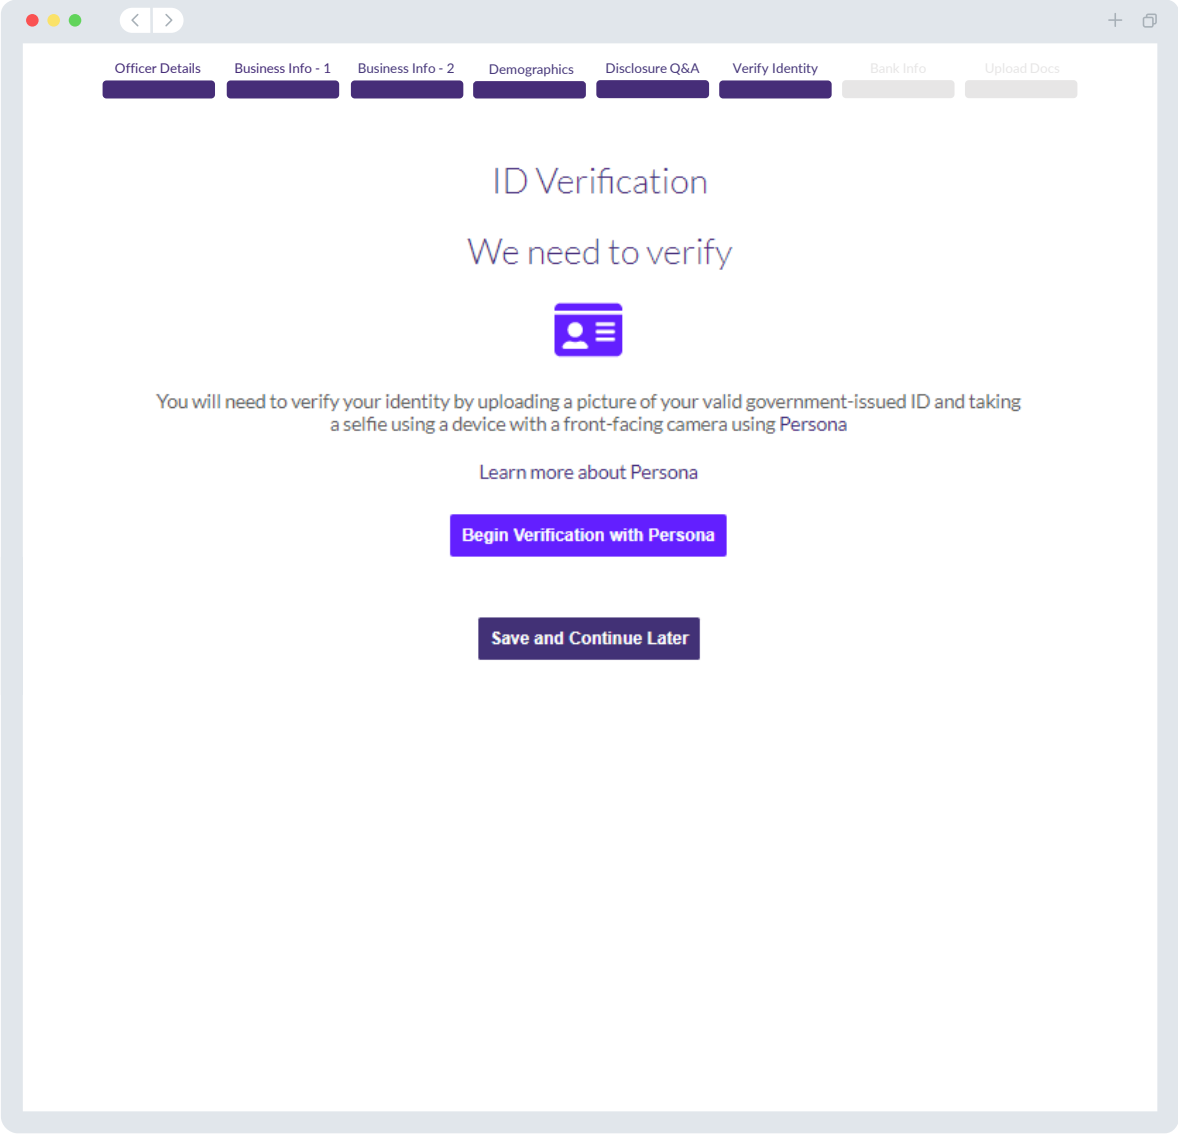 Officer Details
Business Info - 1
Business Info - 2
Demographics
Disclosure Q&A
Verify Identity
Bank Info
Upload Docs
ID Verification
We need to verify
You will need to verify your identity by uploading a picture of your valid government-issued ID and taking
a selfie using a device with a front-facing camera using Persona
Learn more about Persona
Begin Verification with Persona
Save and Continue Later